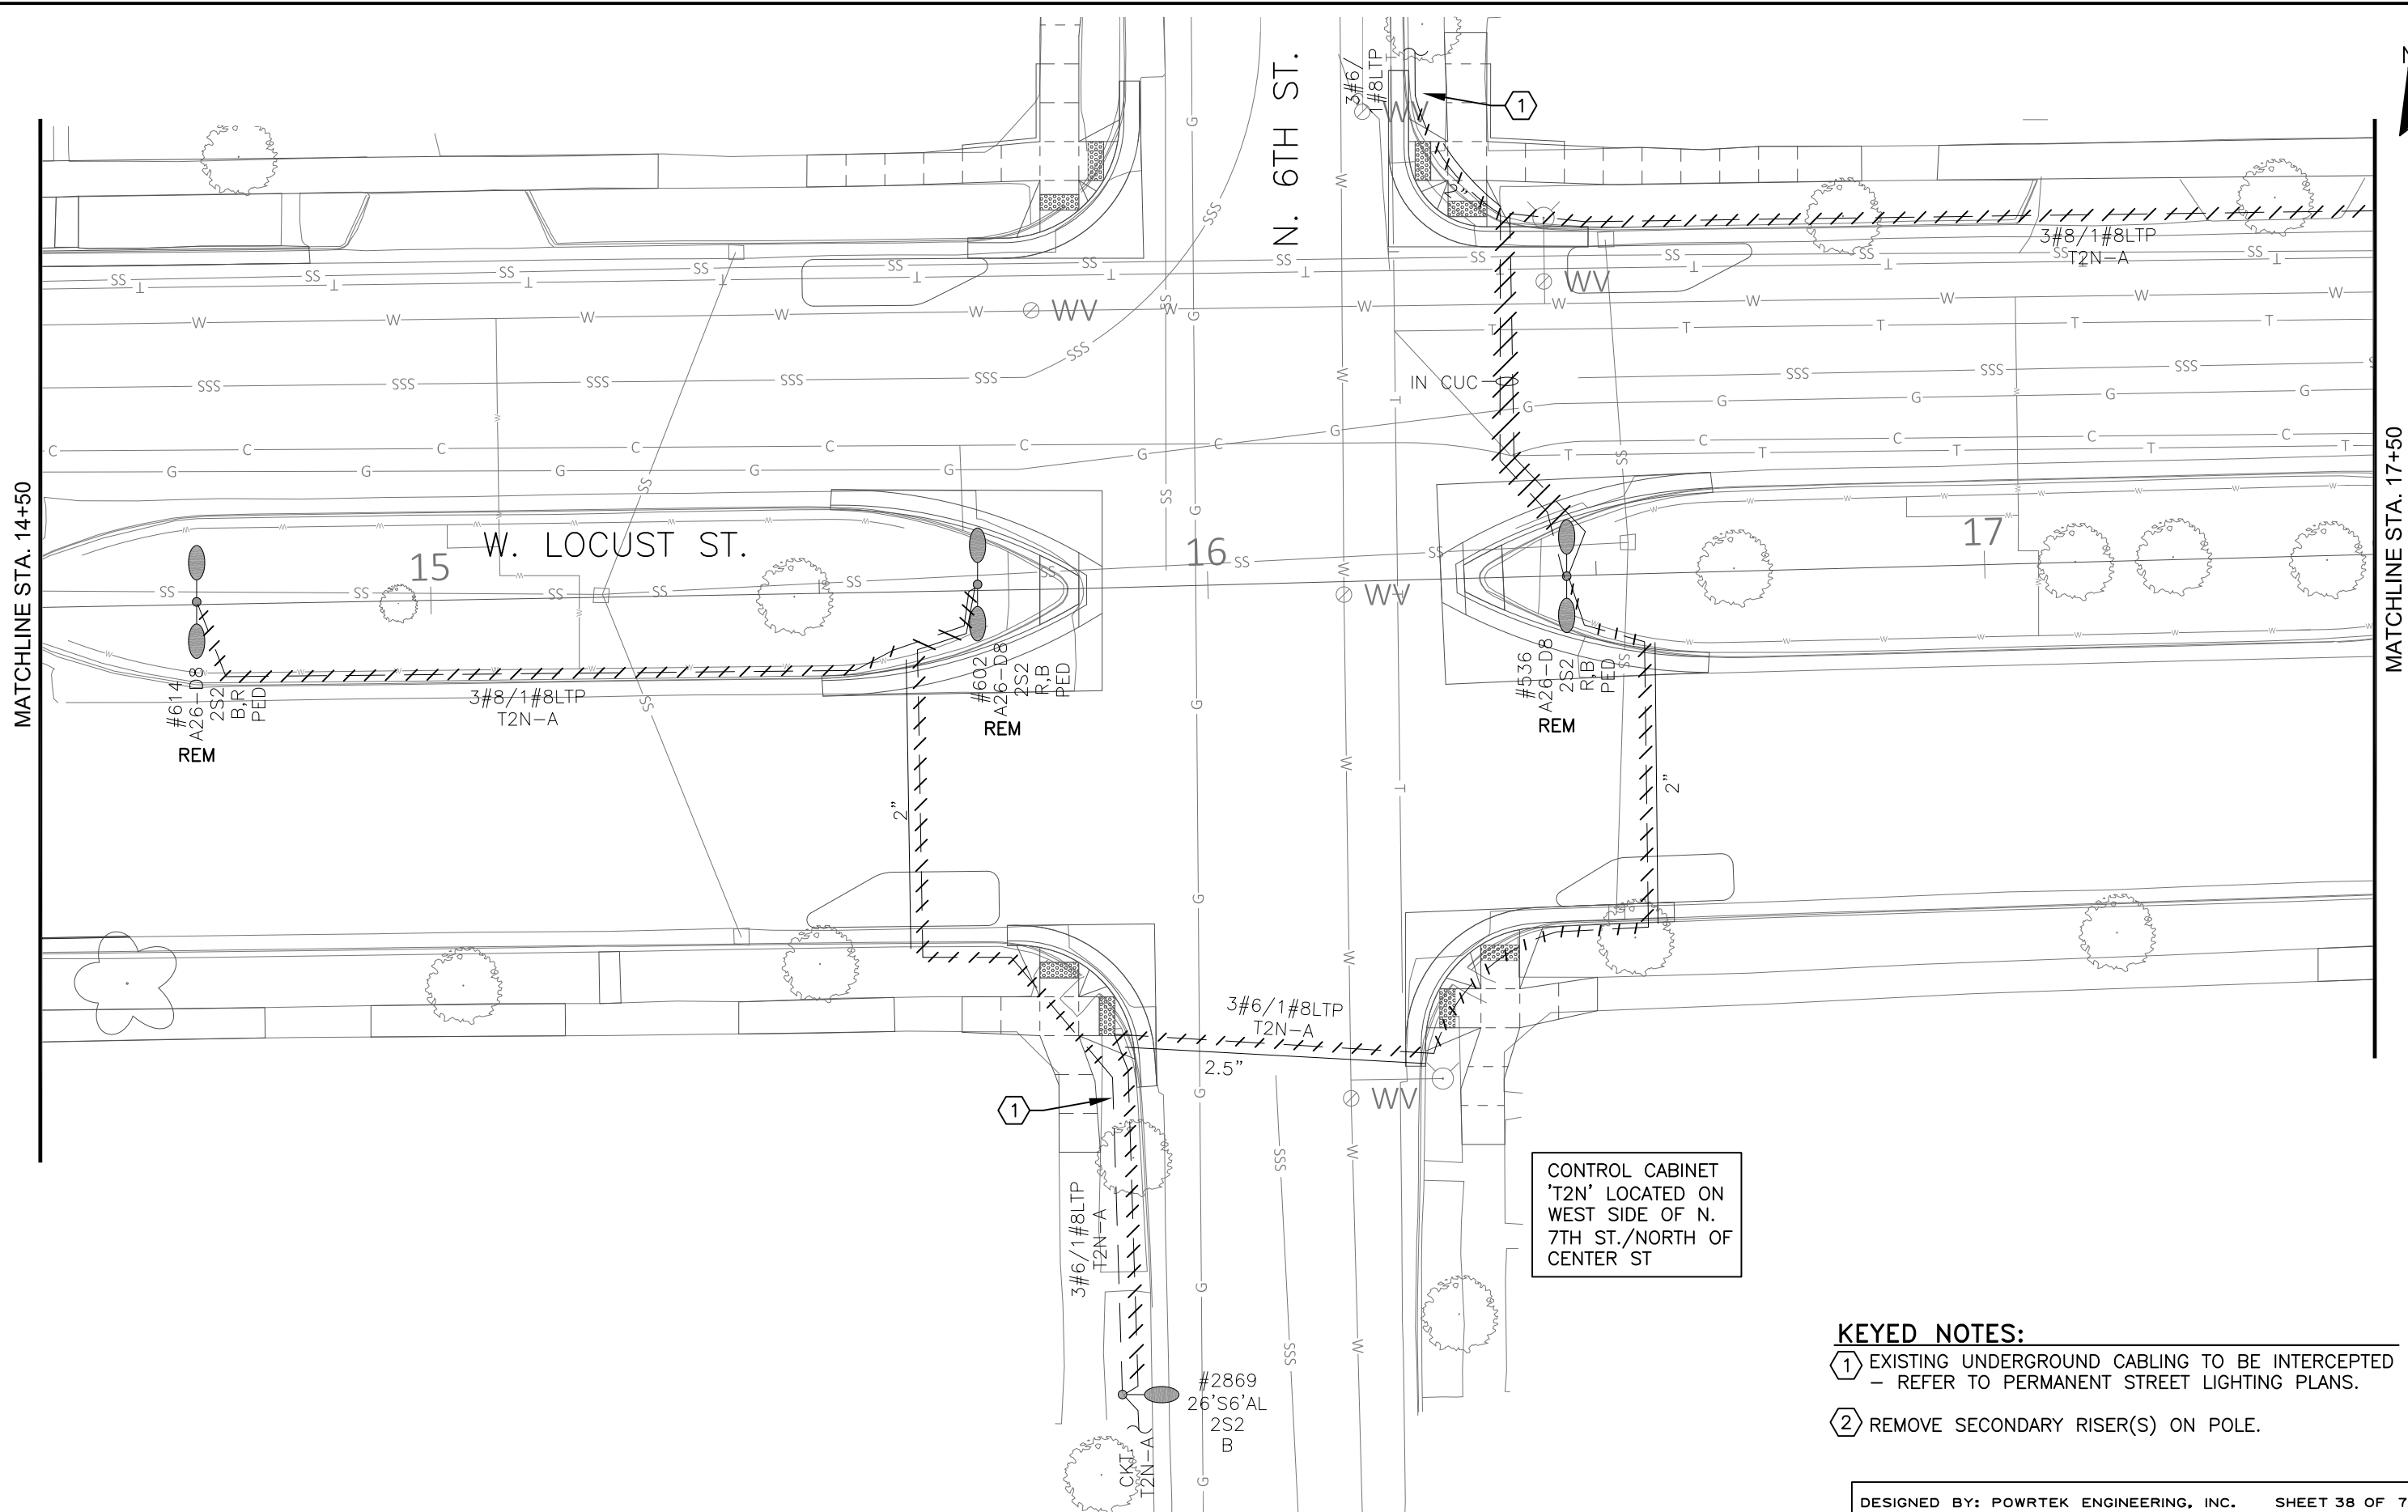 N. 6TH ST.
3#6/
1#8LTP
1
WV
2"
3#8/1#8LTP
T2N-A
WV
WV
IN CUC
MATCHLINE STA. 14+50
MATCHLINE STA. 17+50
W. LOCUST ST.
15
16
17
WV
#614
A26-D8
2S2
B,R
PED
REM
3#8/1#8LTP
T2N-A
#602
A26-D8
2S2
R,B
PED
REM
#536
A26-D8
2S2
R,B
PED
REM
2"
2"
3#6/1#8LTP
T2N-A
2.5"
WV
1
3#6/1#8LTP
T2N-A
CONTROL CABINET
'T2N' LOCATED ON
WEST SIDE OF N.
7TH ST./NORTH OF
CENTER ST
#2869
26'S6'AL
2S2
B
CKT.
T2N-A
KEYED NOTES:
1 EXISTING UNDERGROUND CABLING TO BE INTERCEPTED
– REFER TO PERMANENT STREET LIGHTING PLANS.
2 REMOVE SECONDARY RISER(S) ON POLE.
DESIGNED BY: POWRTEK ENGINEERING, INC. SHEET 38 OF 7